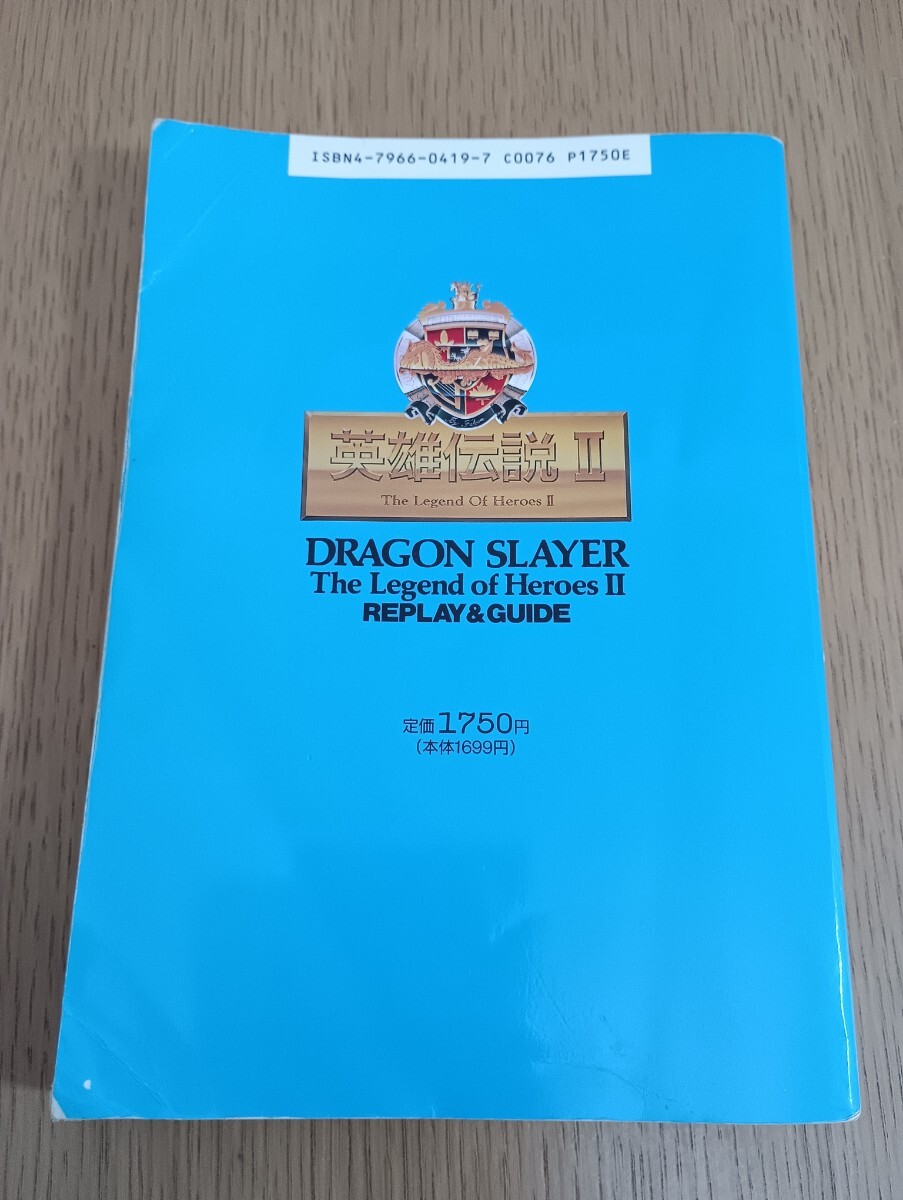 ISBN4-7966-0419-7 C0076 P1750E
英雄伝説 II
The Legend Of Heroes II
DRAGON SLAYER
The Legend of Heroes II
REPLAY&GUIDE
定価1750円
(本体1699円)